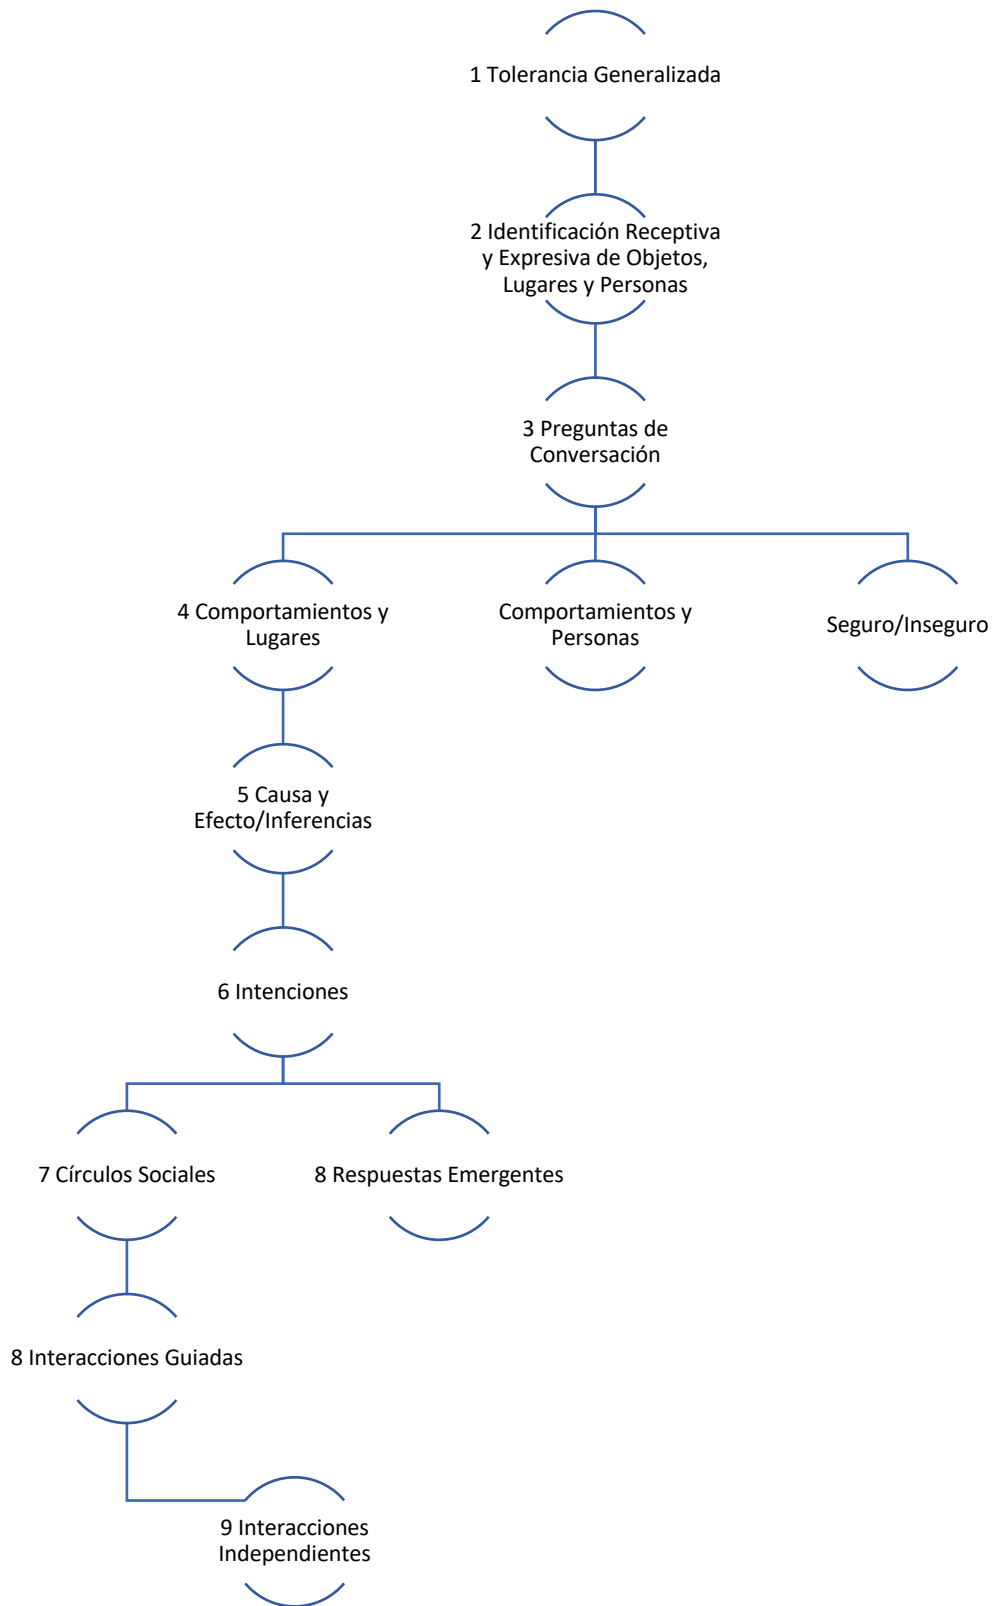 1 Tolerancia Generalizada
2 Identificación Receptiva
y Expresiva de Objetos,
Lugares y Personas
3 Preguntas de
Conversación
4 Comportamientos y
Lugares
Comportamientos y
Personas
Seguro/Inseguro
5 Causa y
Efecto/Inferencias
6 Intenciones
7 Círculos Sociales
8 Respuestas Emergentes
8 Interacciones Guiadas
9 Interacciones
Independientes